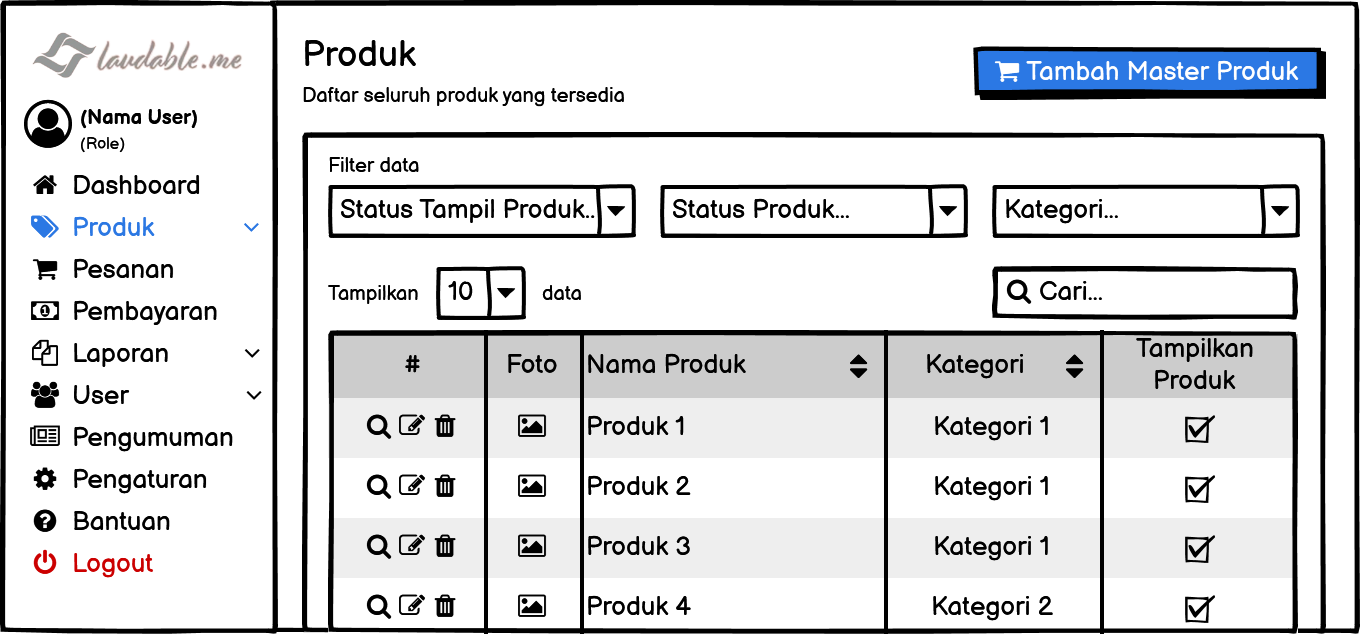 laudable.me
(Nama User)
(Role)
Dashboard
Produk
Pesanan
Pembayaran
Laporan
User
Pengumuman
Pengaturan
Bantuan
Logout
Produk
Daftar seluruh produk yang tersedia
Tambah Master Produk
Filter data
Status Tampil Produk... Status Produk... Kategori...
Tampilkan 10 data Cari...
# Foto Nama Produk Kategori Tampilkan Produk
Produk 1 Kategori 1
Produk 2 Kategori 1
Produk 3 Kategori 1
Produk 4 Kategori 2